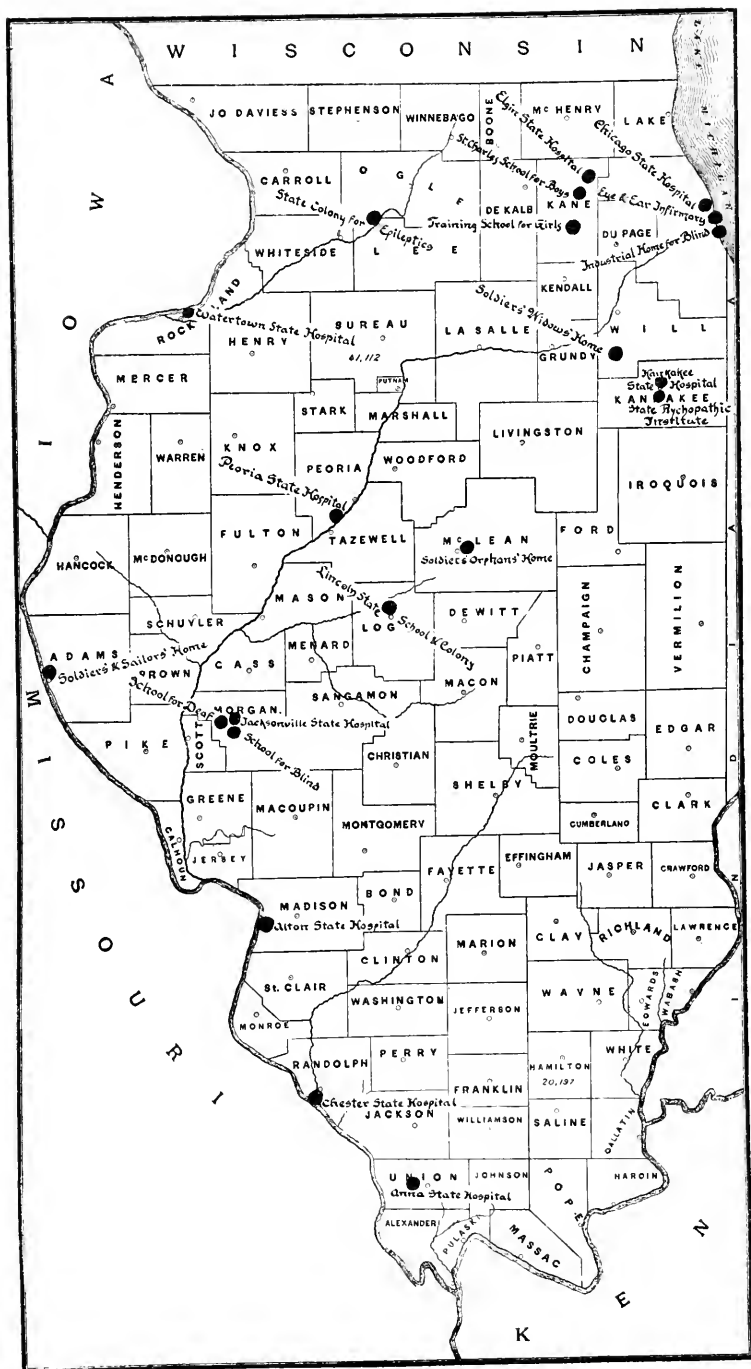 WISCONSIN
IOWA
LAKE MICHIGAN
JO DAVIESS
STEPHENSON
WINNEBAGO
BOONE
McHENRY
LAKE
Elgin State Hospital
Chicago State Hospital
St. Charles School for Boys
CARROLL
OGLE
State Colony for Epileptics
DE KALB
KANE
Eye & Ear Infirmary
Training School for Girls
DU PAGE
Industrial Home for Blind
WHITESIDE
LEE
KENDALL
ROCK ISLAND
Watertown State Hospital
HENRY
SUREAU
61,112
LA SALLE
Soldiers' Widows' Home
GRUNDY
WILL
MERCER
PUTNAM
STARK
MARSHALL
Kankakee
State Hospital
KANKAKEE
State Psychopathic
Institute
HENDERSON
WARREN
KNOX
PEORIA
WOODFORD
LIVINGSTON
IROQUOIS
Peoria State Hospital
HANCOCK
McDONOUGH
FULTON
TAZEWELL
McLEAN
Soldiers' Orphans' Home
FORD
VERMILION
CHAMPAIGN
SCHUYLER
MASON
Lincoln State School & Colony
LOG
DEWITT
PIATT
ADAMS
Soldiers' & Sailors' Home
BROWN
CASS
MENARD
MACON
School for Deaf
MORGAN
SANGAMON
Jacksonville State Hospital
School for Blind
PIKE
SCOTT
CHRISTIAN
MOULTRIE
DOUGLAS
EDGAR
COLES
SHELBY
GREENE
MACOUPIN
MONTGOMERY
CUMBERLAND
CLARK
CALHOUN
JERSEY
FAYETTE
EFFINGHAM
JASPER
CRAWFORD
MADISON
BOND
Alton State Hospital
CLINTON
MARION
CLAY
RICHLAND
LAWRENCE
St. CLAIR
WASHINGTON
JEFFERSON
WAYNE
EDWARDS
WABASH
MONROE
RANDOLPH
PERRY
HAMILTON
20,197
WHITE
FRANKLIN
Chester State Hospital
JACKSON
WILLIAMSON
SALINE
GALLATIN
UNION
Anna State Hospital
JOHNSON
POPE
HARDIN
ALEXANDER
PULASKI
MASSAC
MISSOURI
INDIA
KEN